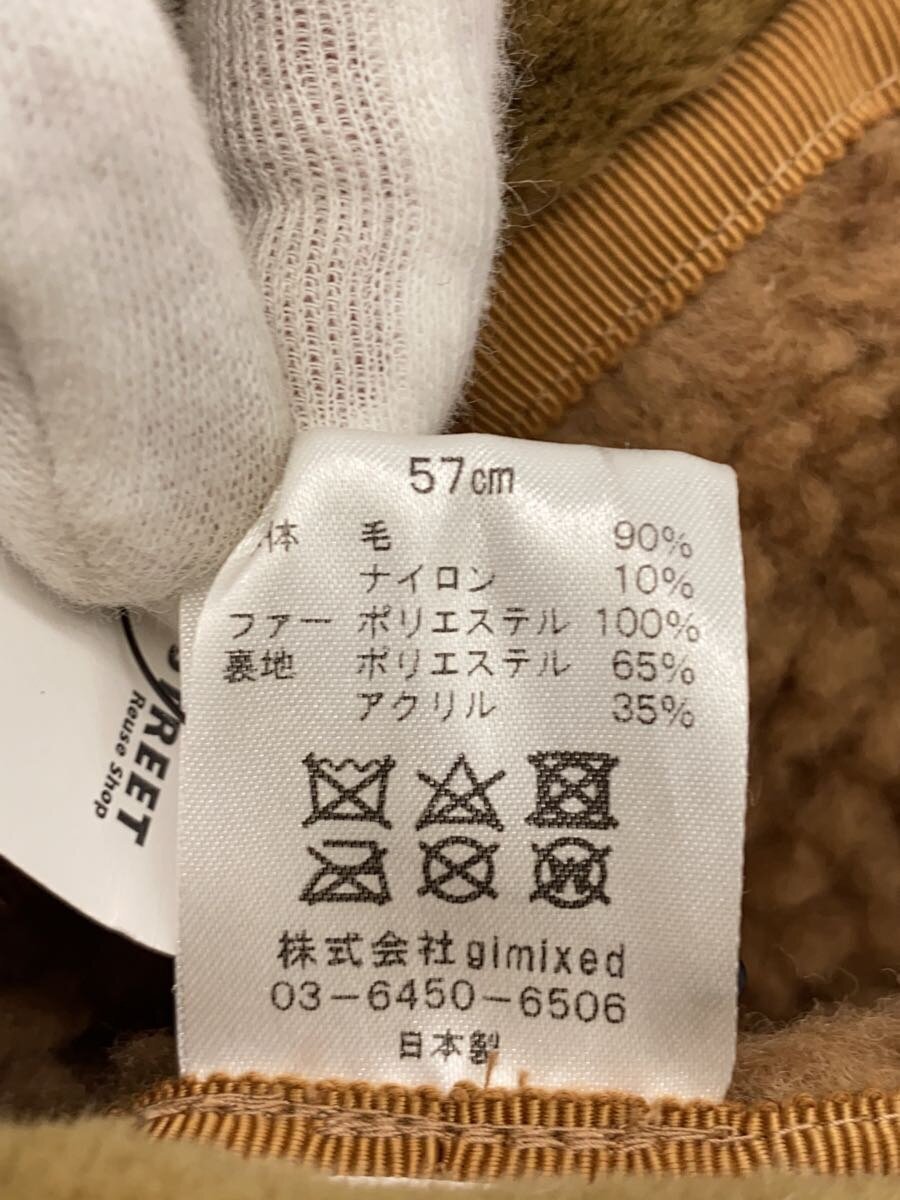 57cm
体 毛 90%
ナイロン 10%
ファー ポリエステル 100%
裏地 ポリエステル 65%
アクリル 35%
株式会社gimixed
03-6450-6506
日本製
REET
Reuse Shop